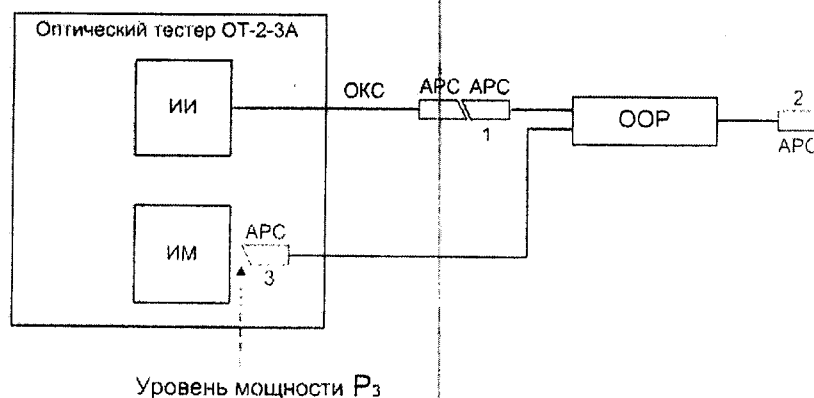 Оптический тестер ОТ-2-3А
ИИ
ОКС
APC APC
1
ООР
2
APC
ИМ
APC
3
Уровень мощности P₃